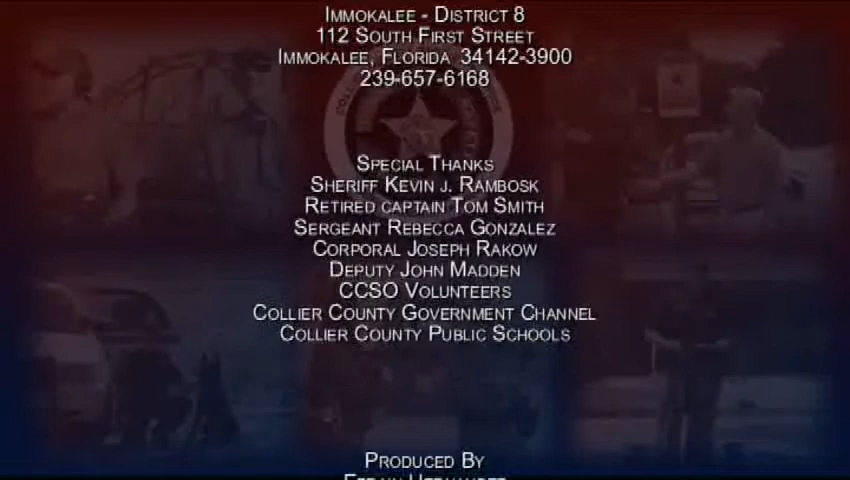 Immokalee - District 8
112 South First Street
Immokalee, Florida 34142-3900
239-657-6168
Special Thanks
Sheriff Kevin J. Rambosk
Retired captain Tom Smith
Sergeant Rebecca Gonzalez
Corporal Joseph Rakow
Deputy John Madden
CCSO Volunteers
Collier County Government Channel
Collier County Public Schools
Produced By